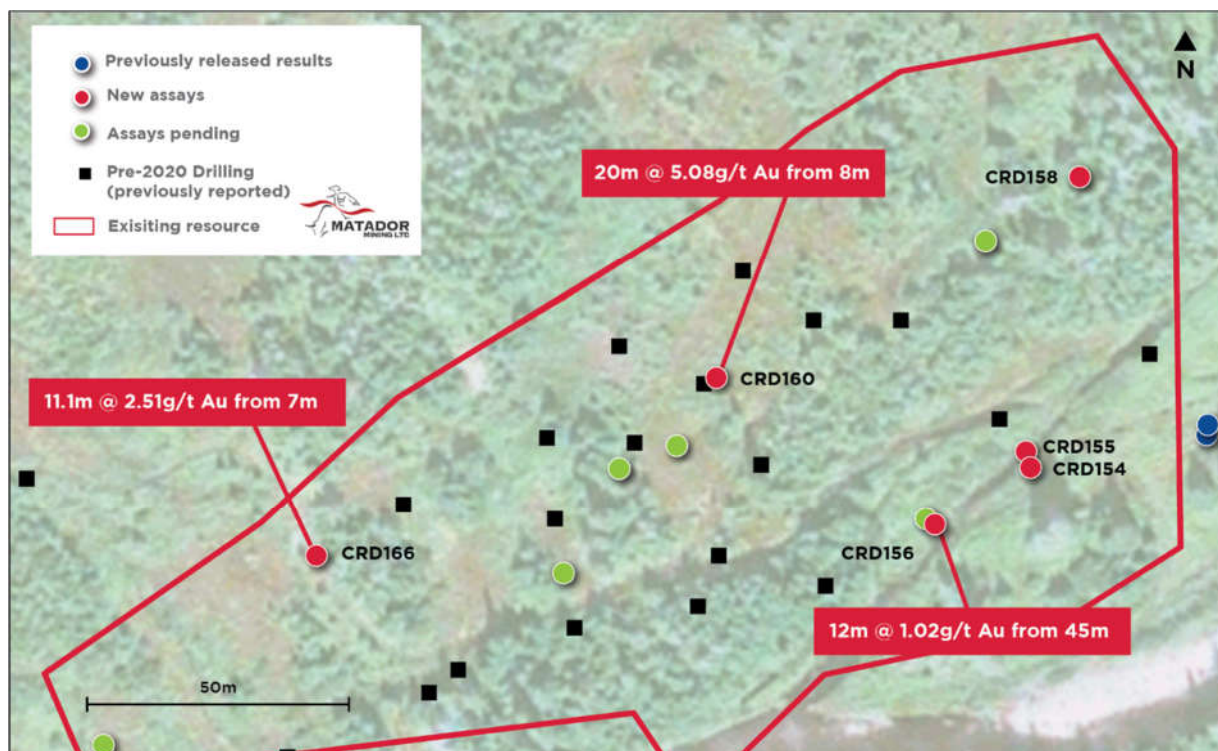 Previously released results
New assays
Assays pending
Pre-2020 Drilling
(previously reported)
Exisiting resource
MATADOR
MINING LTD
N
20m @ 5.08g/t Au from 8m
CRD158
CRD160
11.1m @ 2.51g/t Au from 7m
CRD155
CRD154
CRD166
CRD156
12m @ 1.02g/t Au from 45m
50m